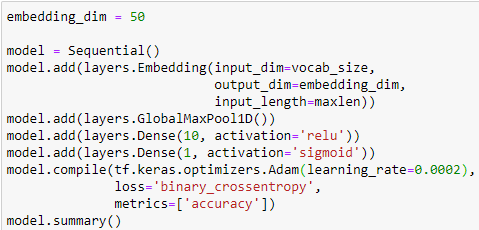 embedding_dim = 50

model = Sequential()
model.add(layers.Embedding(input_dim=vocab_size,
                           output_dim=embedding_dim,
                           input_length=maxlen))
model.add(layers.GlobalMaxPool1D())
model.add(layers.Dense(10, activation='relu'))
model.add(layers.Dense(1, activation='sigmoid'))
model.compile(tf.keras.optimizers.Adam(learning_rate=0.0002),
              loss='binary_crossentropy',
              metrics=['accuracy'])
model.summary()